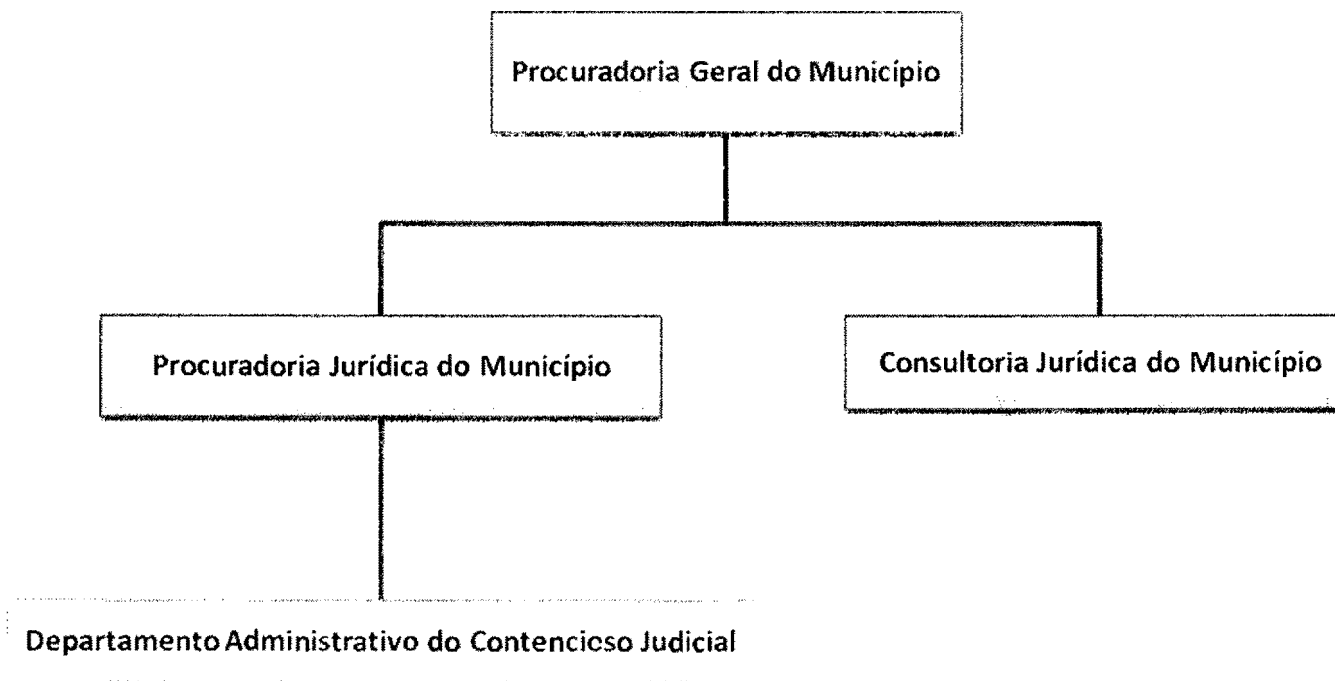 Procuradoria Geral do Município
Procuradoria Jurídica do Município
Consultoria Jurídica do Município
Departamento Administrativo do Contencioso Judicial